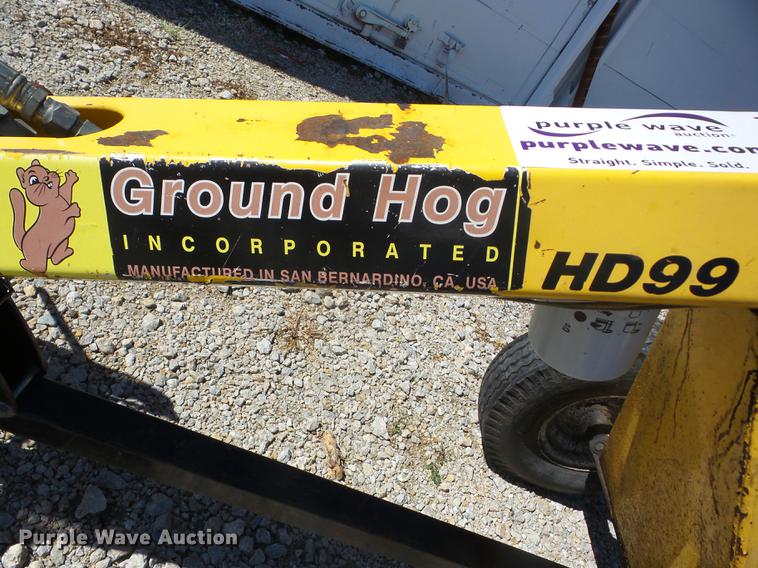 purple wave
auction
purplewave.com
Straight. Simple. Sold.
Ground Hog
INCORPORATED
MANUFACTURED IN SAN BERNARDINO, CA. USA
HD99
Purple Wave Auction